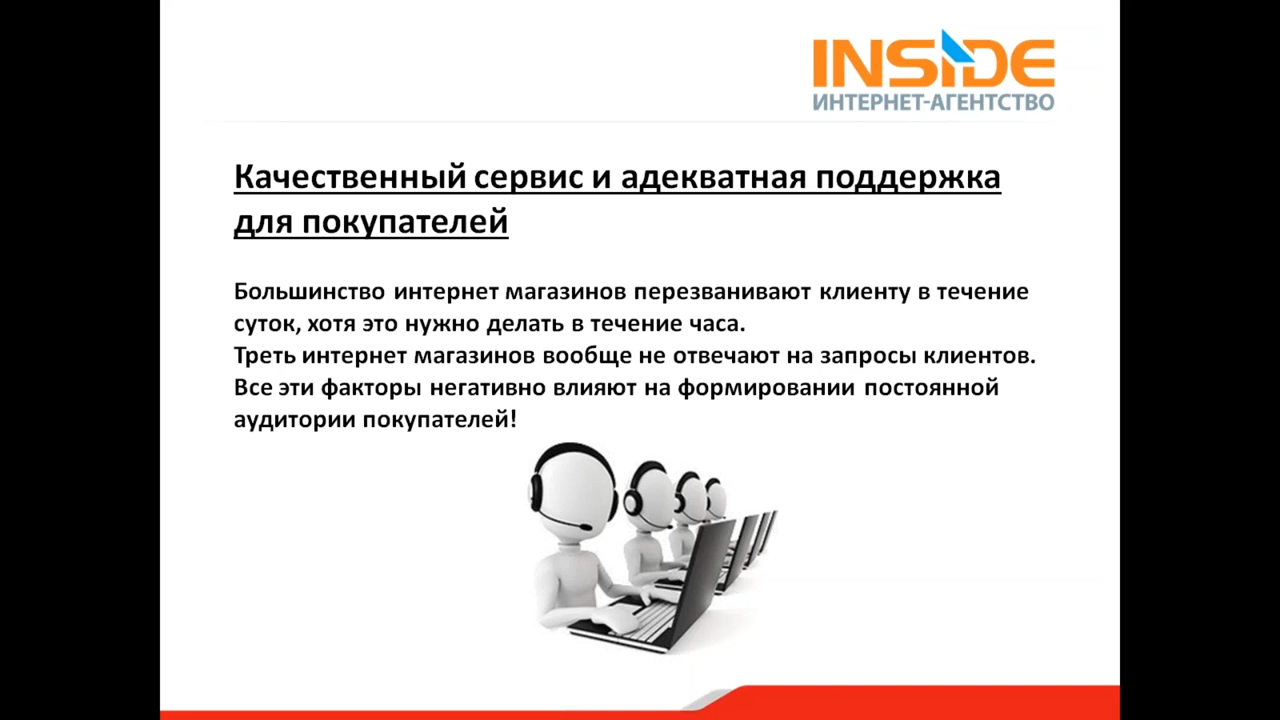 INSIDE
ИНТЕРНЕТ-АГЕНТСТВО
Качественный сервис и адекватная поддержка
для покупателей
Большинство интернет магазинов перезванивают клиенту в течение
суток, хотя это нужно делать в течение часа.
Треть интернет магазинов вообще не отвечают на запросы клиентов.
Все эти факторы негативно влияют на формировании постоянной
аудитории покупателей!